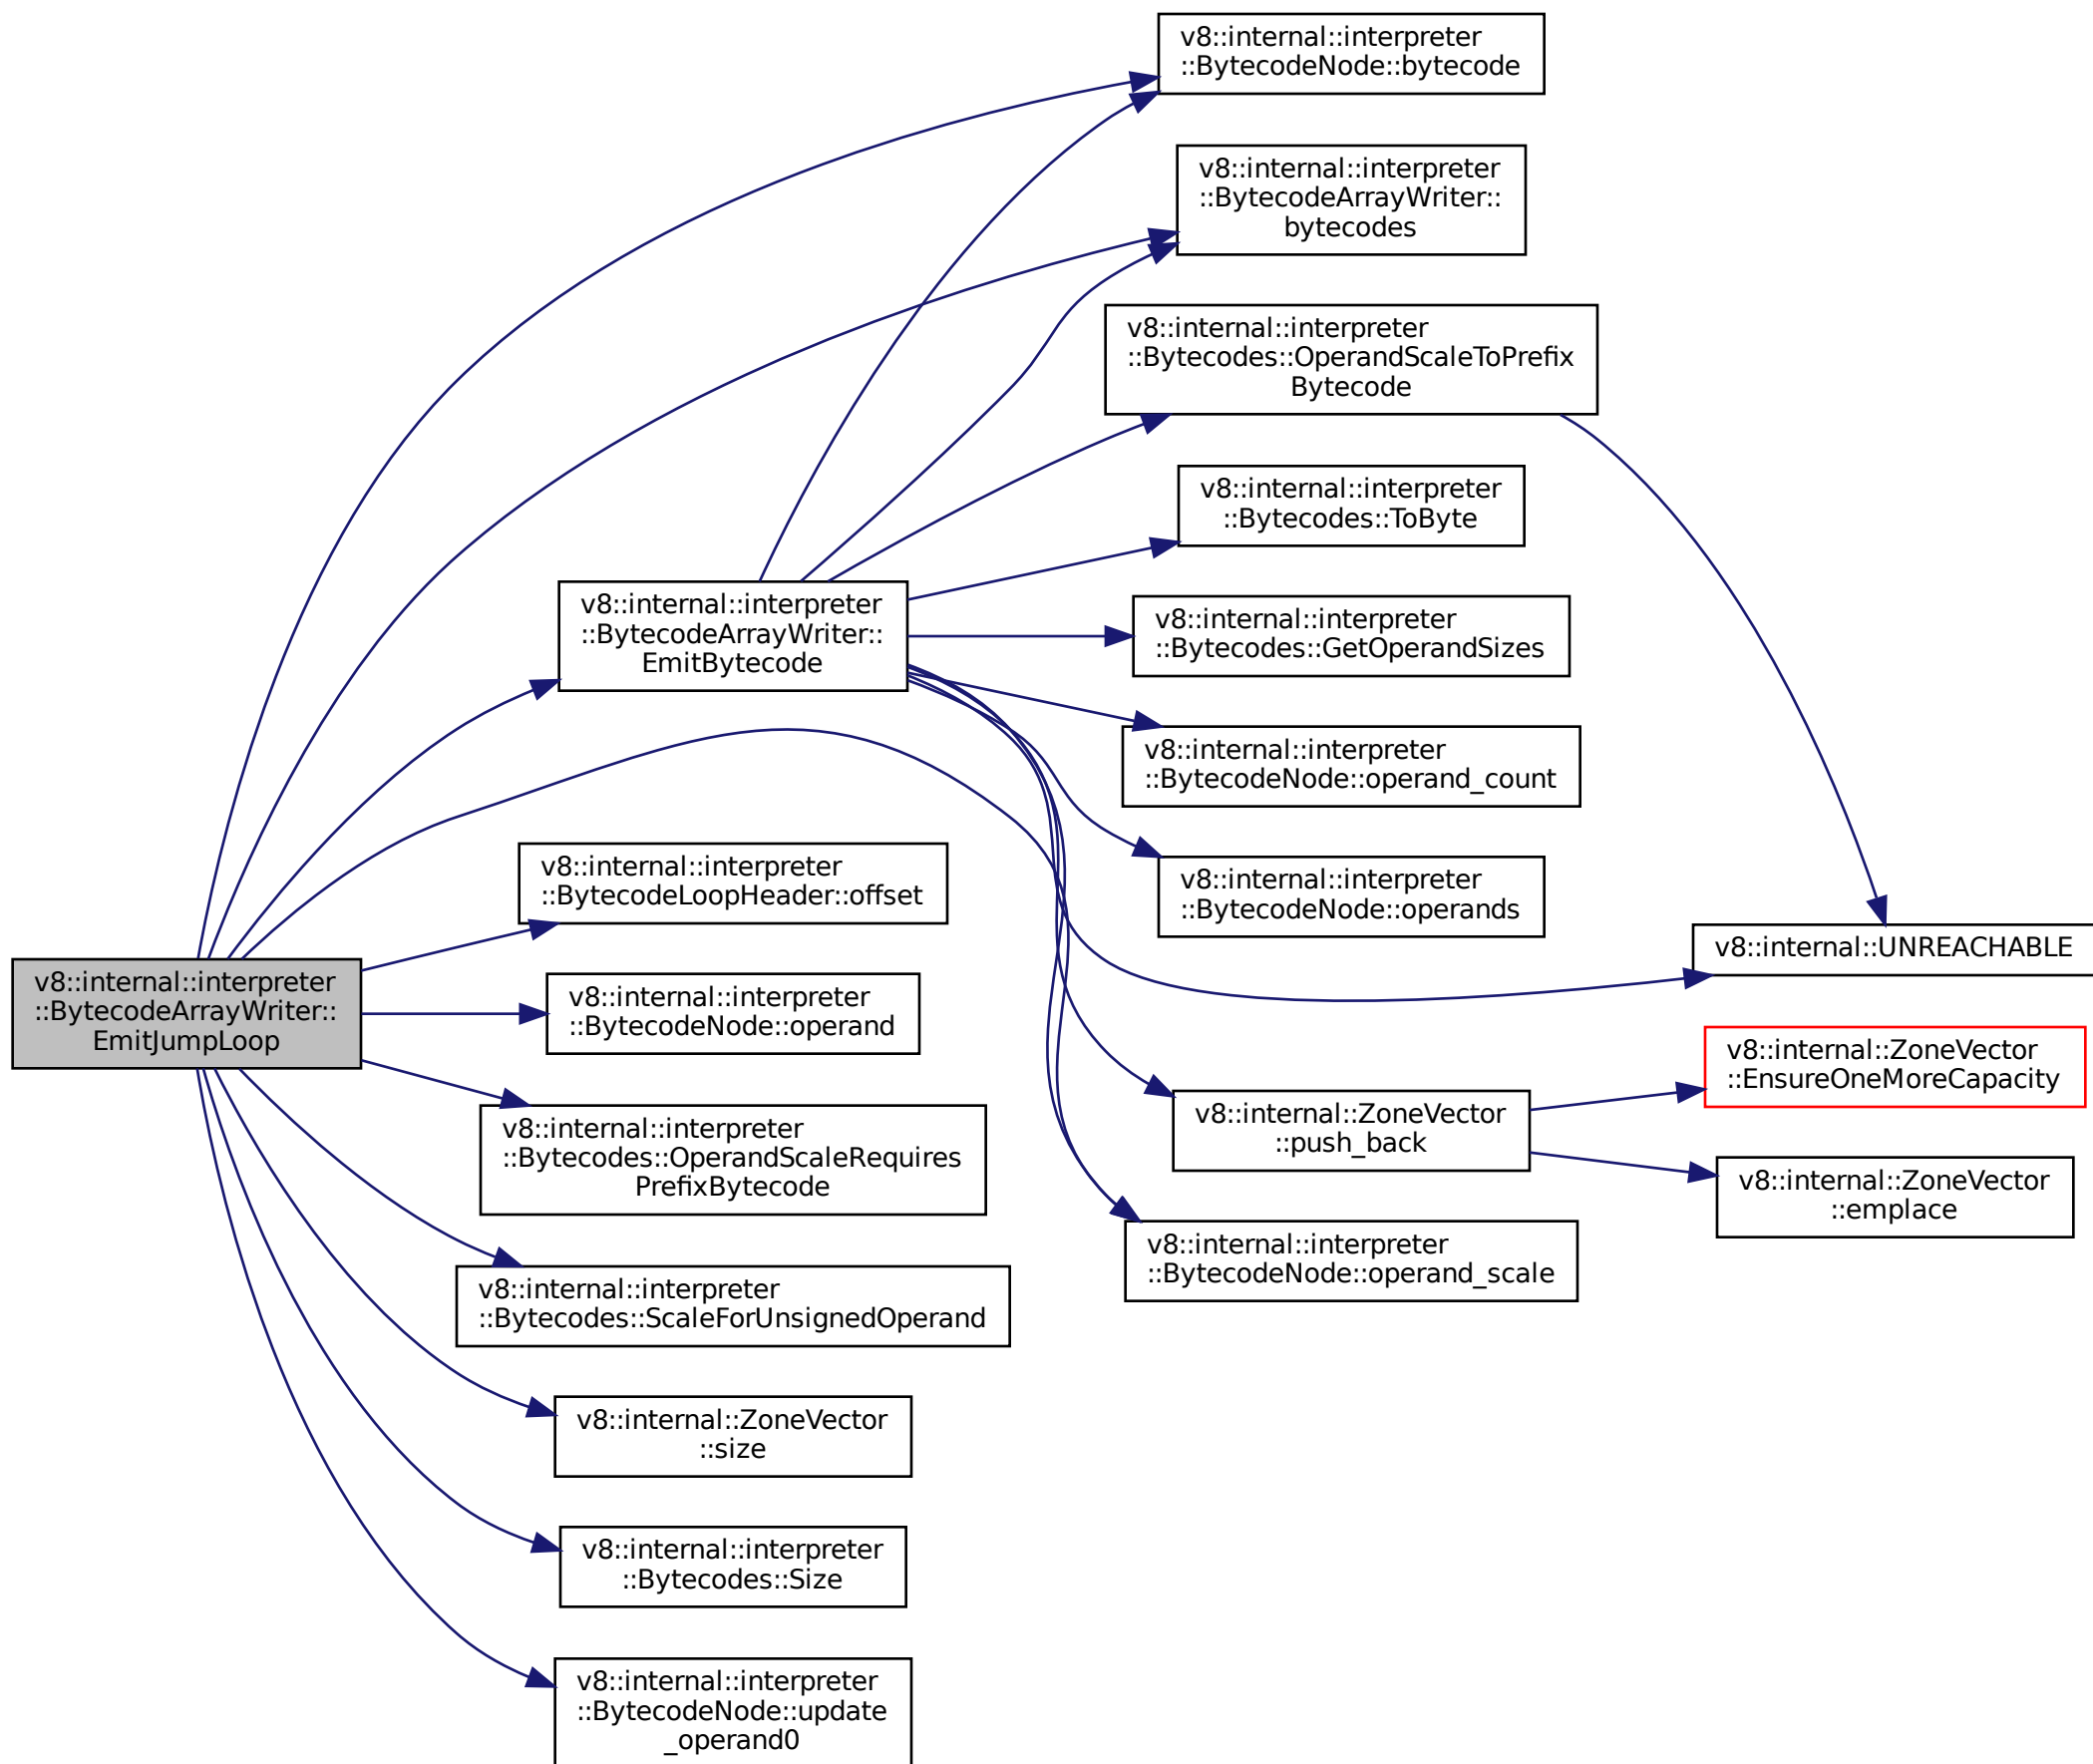 v8::internal::interpreter
::BytecodeNode::bytecode
v8::internal::interpreter
::BytecodeArrayWriter::
bytecodes
v8::internal::interpreter
::Bytecodes::OperandScaleToPrefix
Bytecode
v8::internal::interpreter
::Bytecodes::ToByte
v8::internal::interpreter
::BytecodeArrayWriter::
EmitBytecode
v8::internal::interpreter
::Bytecodes::GetOperandSizes
v8::internal::interpreter
::BytecodeNode::operand_count
v8::internal::interpreter
::BytecodeLoopHeader::offset
v8::internal::interpreter
::BytecodeNode::operands
v8::internal::UNREACHABLE
v8::internal::interpreter
::BytecodeArrayWriter::
EmitJumpLoop
v8::internal::interpreter
::BytecodeNode::operand
v8::internal::ZoneVector
::EnsureOneMoreCapacity
v8::internal::interpreter
::Bytecodes::OperandScaleRequires
PrefixBytecode
v8::internal::ZoneVector
::push_back
v8::internal::ZoneVector
::emplace
v8::internal::interpreter
::BytecodeNode::operand_scale
v8::internal::interpreter
::Bytecodes::ScaleForUnsignedOperand
v8::internal::ZoneVector
::size
v8::internal::interpreter
::Bytecodes::Size
v8::internal::interpreter
::BytecodeNode::update
_operand0